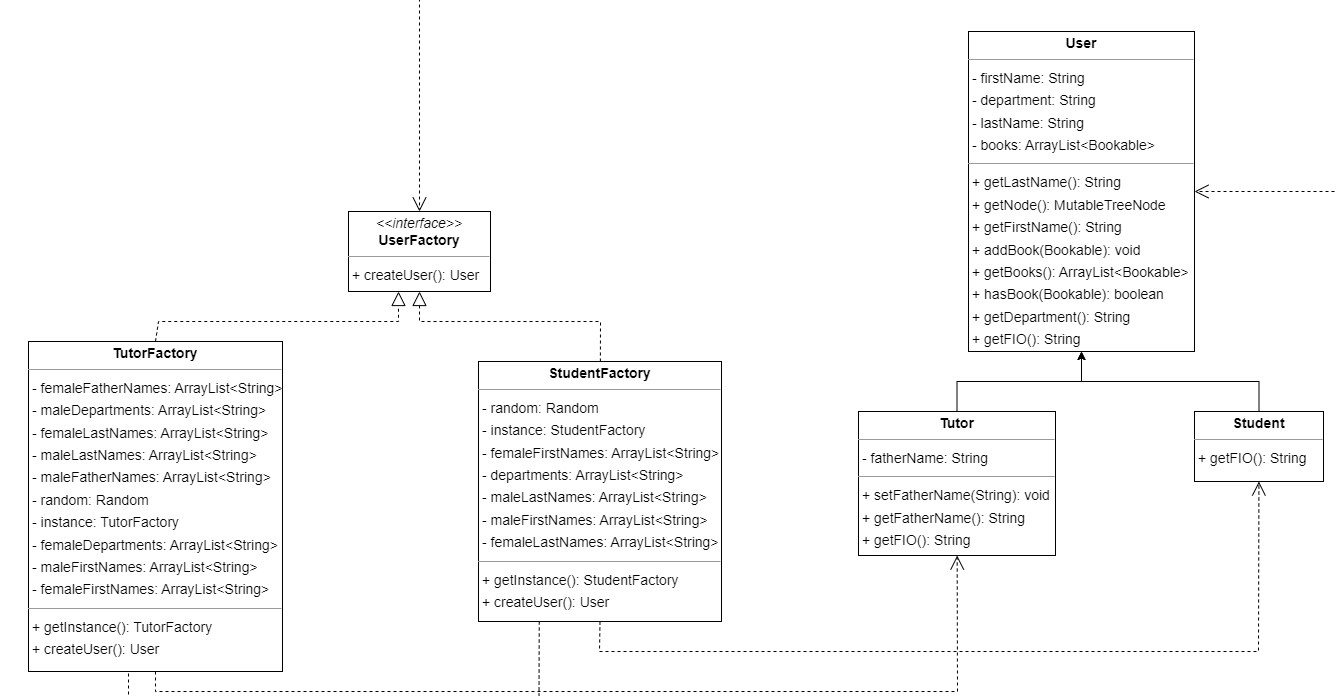 User
- firstName: String
- department: String
- lastName: String
- books: ArrayList<Bookable>
+ getLastName(): String
+ getNode(): MutableTreeNode
+ getFirstName(): String
+ addBook(Bookable): void
+ getBooks(): ArrayList<Bookable>
+ hasBook(Bookable): boolean
+ getDepartment(): String
+ getFIO(): String
<<interface>>
UserFactory
+ createUser(): User
TutorFactory
- femaleFatherNames: ArrayList<String>
- maleDepartments: ArrayList<String>
- femaleLastNames: ArrayList<String>
- maleLastNames: ArrayList<String>
- maleFatherNames: ArrayList<String>
- random: Random
- instance: TutorFactory
- femaleDepartments: ArrayList<String>
- maleFirstNames: ArrayList<String>
- femaleFirstNames: ArrayList<String>
+ getInstance(): TutorFactory
+ createUser(): User
StudentFactory
- random: Random
- instance: StudentFactory
- femaleFirstNames: ArrayList<String>
- departments: ArrayList<String>
- maleLastNames: ArrayList<String>
- maleFirstNames: ArrayList<String>
- femaleLastNames: ArrayList<String>
+ getInstance(): StudentFactory
+ createUser(): User
Tutor
- fatherName: String
+ setFatherName(String): void
+ getFatherName(): String
+ getFIO(): String
Student
+ getFIO(): String